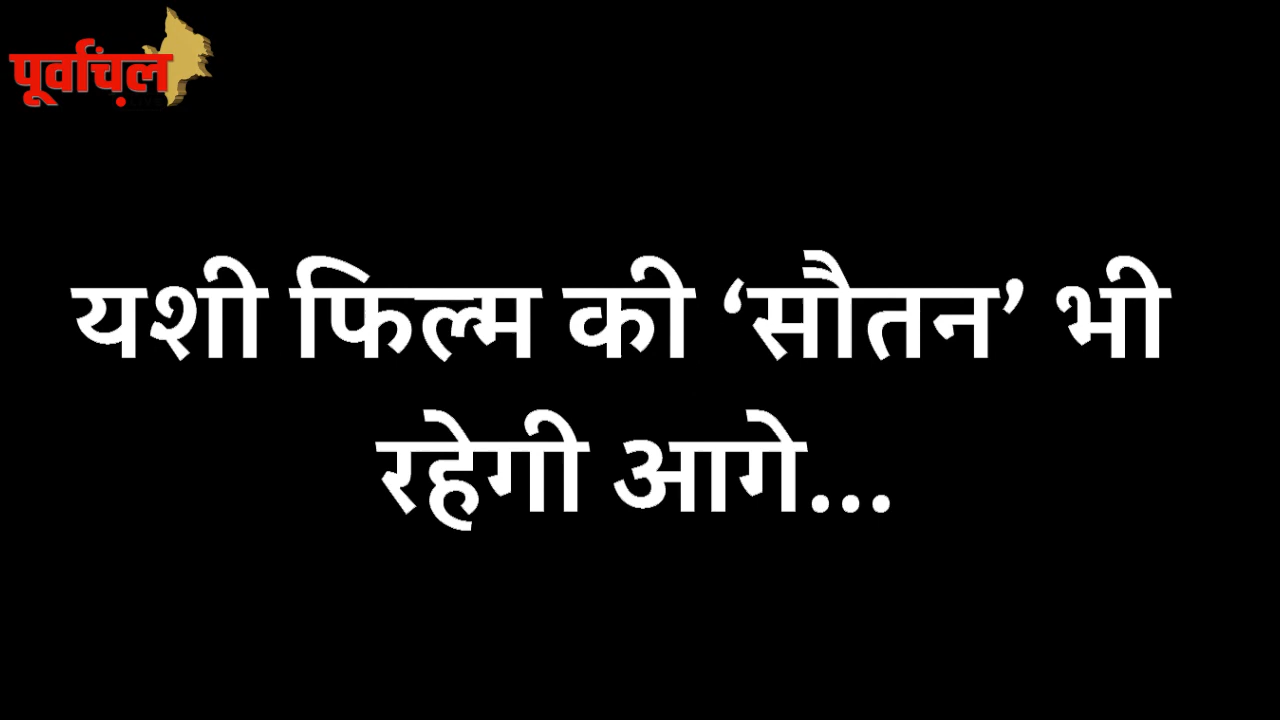 पूर्वांचल
यशी फिल्म की ‘सौतन’ भी
रहेगी आगे...